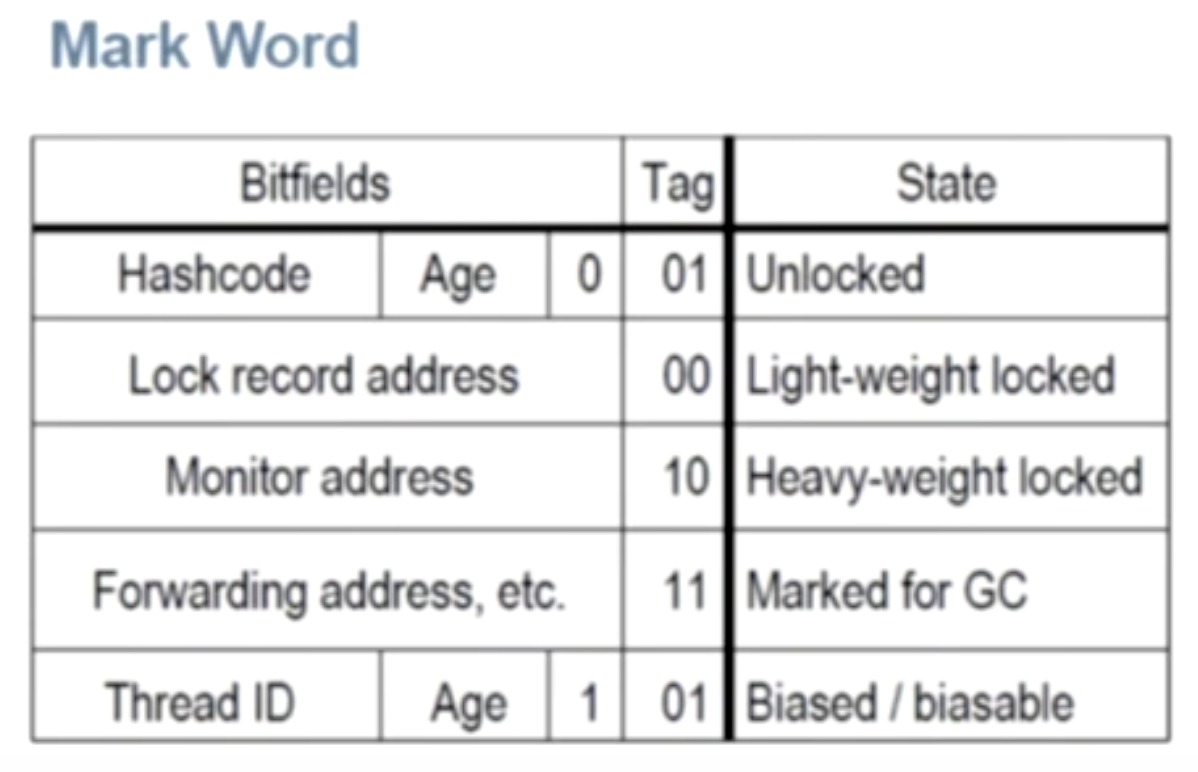 Mark Word
Bitfields Tag State
Hashcode Age 0 01 Unlocked
Lock record address 00 Light-weight locked
Monitor address 10 Heavy-weight locked
Forwarding address, etc. 11 Marked for GC
Thread ID Age 1 01 Biased / biasable